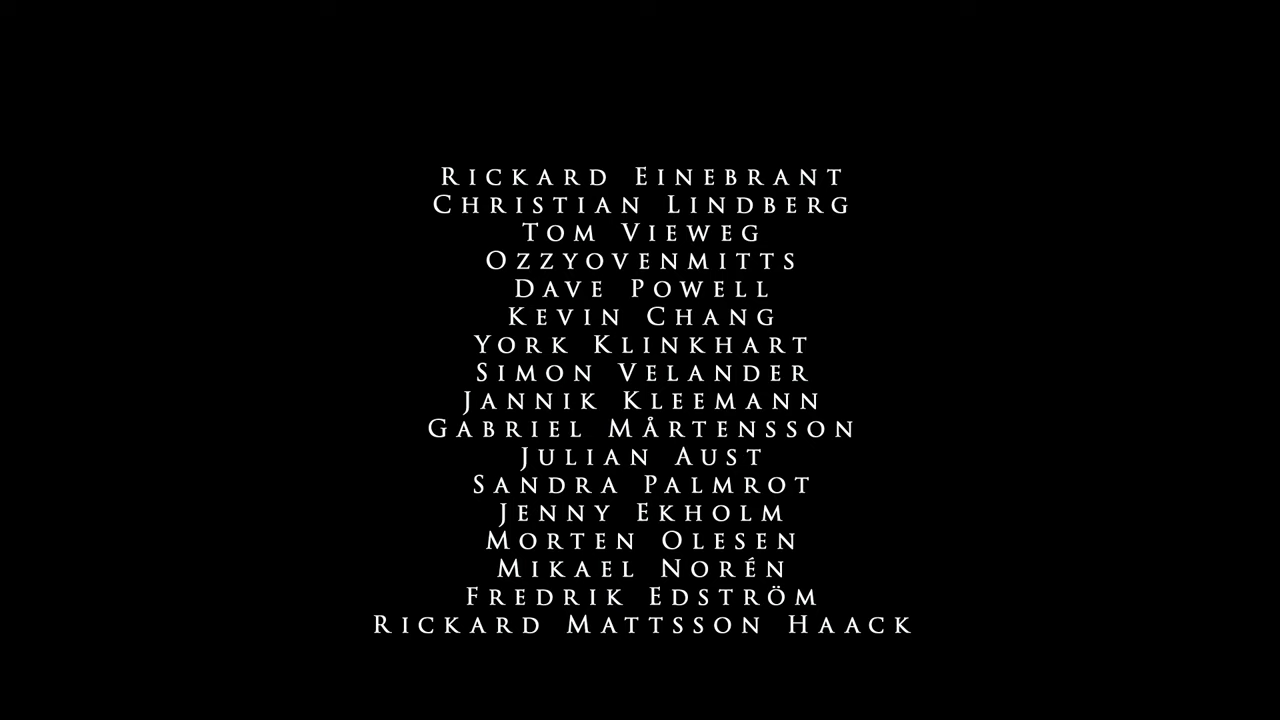 Rickard Einebrant
Christian Lindberg
Tom Vieweg
Ozzyovenmitts
Dave Powell
Kevin Chang
York Klinkhart
Simon Velander
Jannik Kleemann
Gabriel Mårtensson
Julian Aust
Sandra Palmrot
Jenny Ekholm
Morten Olesen
Mikael Norén
Fredrik Edström
Rickard Mattsson Haack